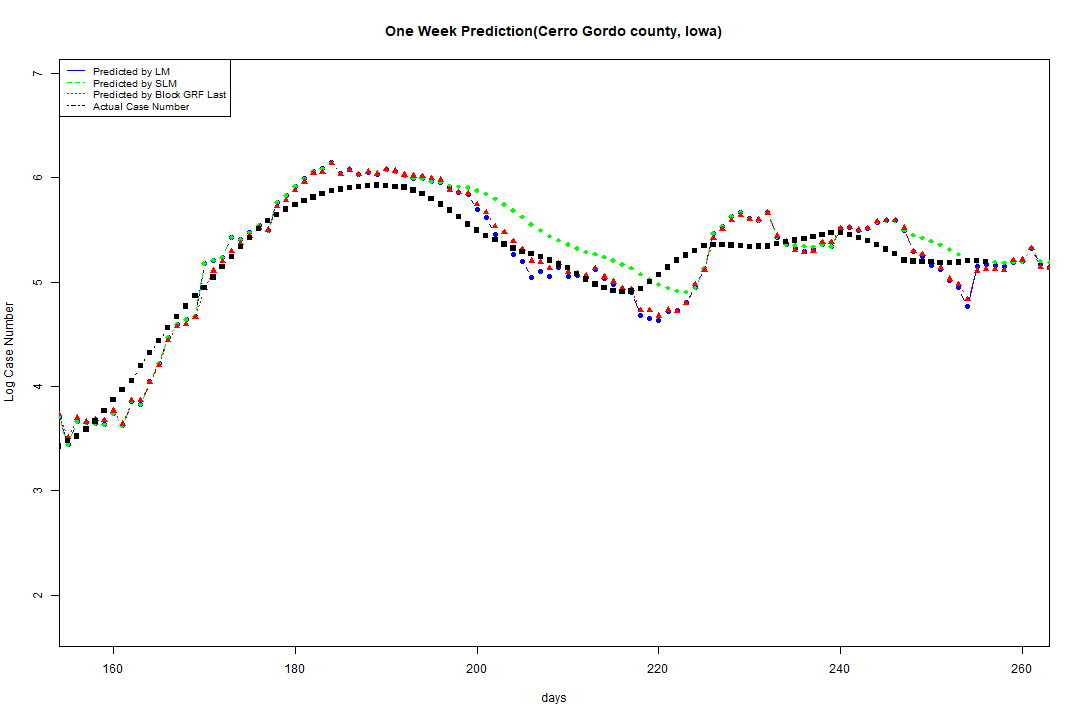 One Week Prediction(Cerro Gordo county, Iowa)
Predicted by LM
Predicted by SLM
Predicted by Block GRF Last
Actual Case Number
7
6
5
4
3
2
Log Case Number
160 180 200 220 240 260
days